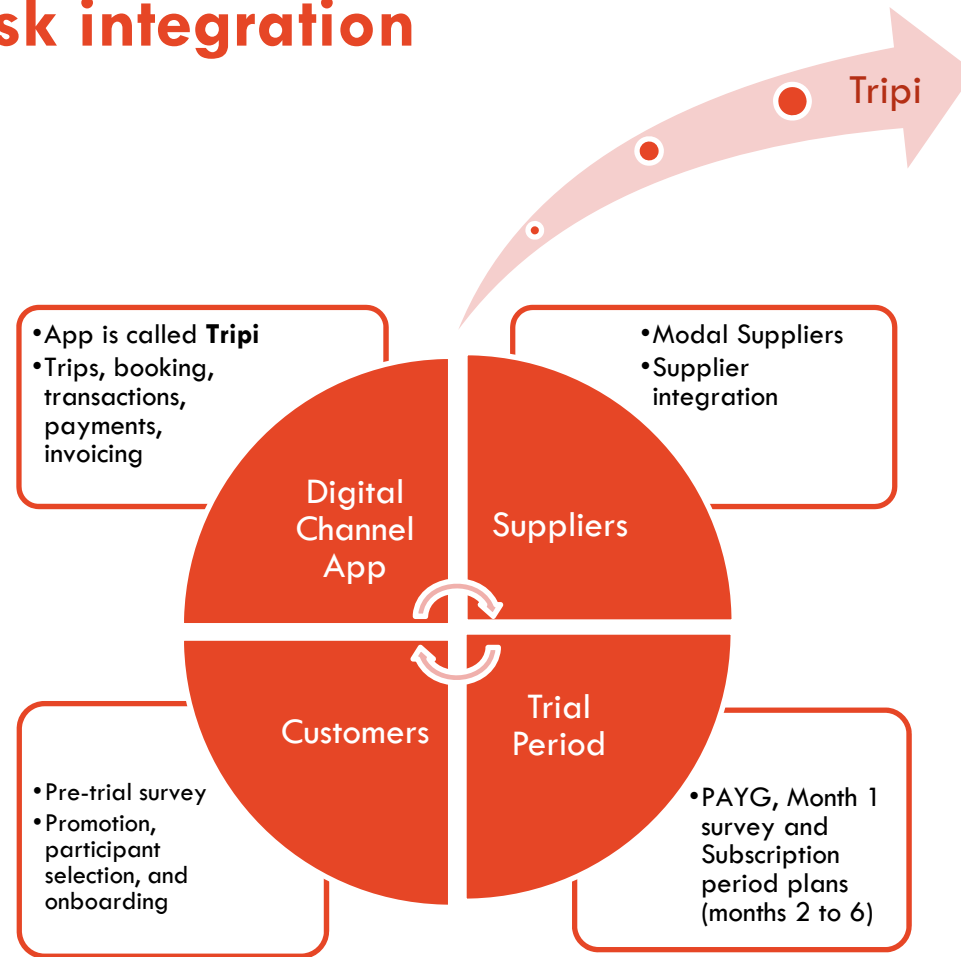 sk integration
Tripi
•App is called Tripi
•Trips, booking,
transactions,
payments,
invoicing
•Modal Suppliers
•Supplier
integration
Digital
Channel
App
Suppliers
Customers
Trial
Period
•Pre-trial survey
•Promotion,
participant
selection, and
onboarding
•PAYG, Month 1
survey and
Subscription
period plans
(months 2 to 6)